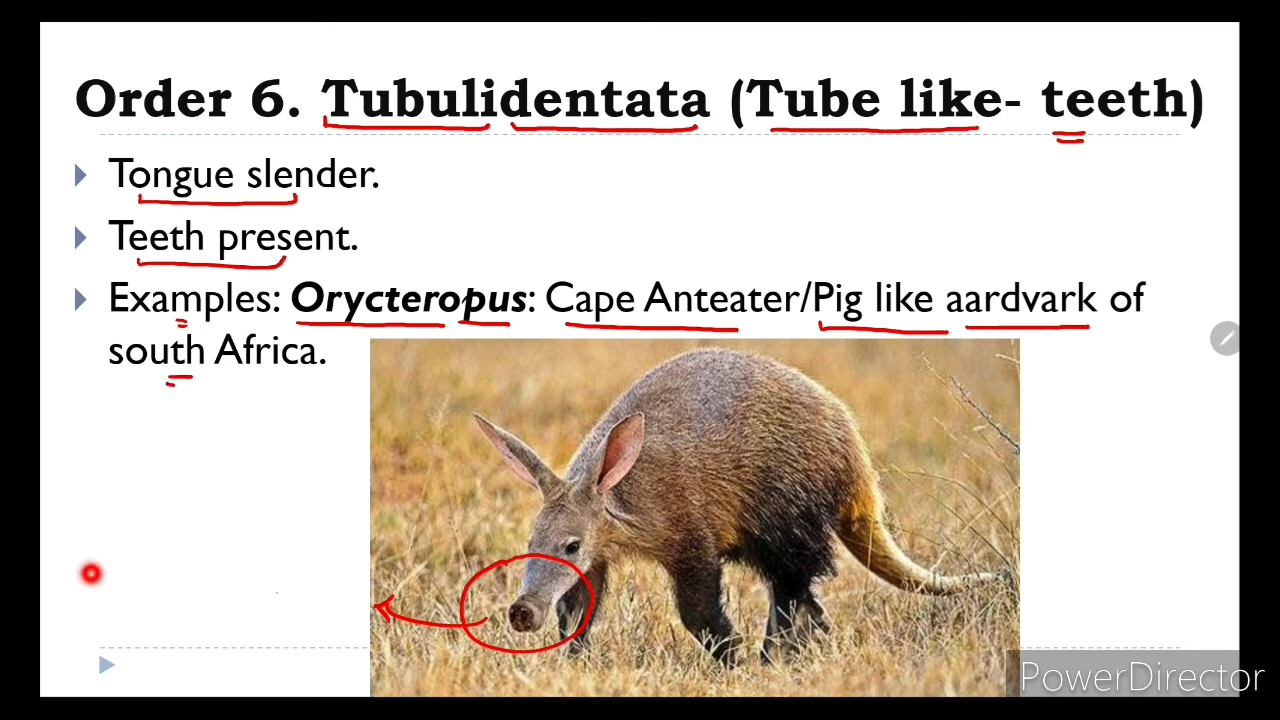 Order 6. Tubulidentata (Tube like- teeth)
Tongue slender.
Teeth present.
Examples: Orycteropus: Cape Anteater/Pig like aardvark of
south Africa.
PowerDirector